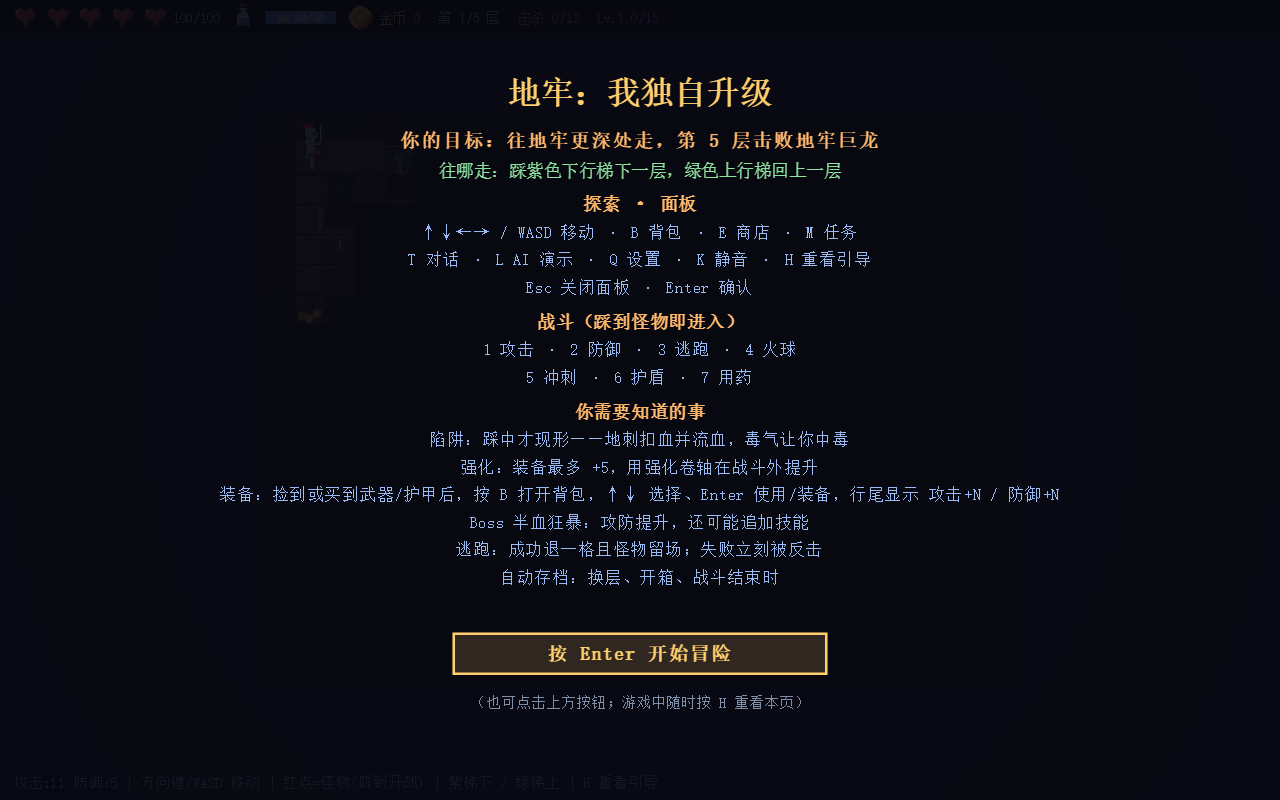 100/100 50/50 金币 0 第 1/5 层 击杀 0/13 Lv.1 0/15
地牢：我独自升级
你的目标：往地牢更深处走，第 5 层击败地牢巨龙
往哪走：踩紫色下行梯下一层，绿色上行梯回上一层
探索 · 面板
↑↓←→ / WASD 移动 · B 背包 · E 商店 · M 任务
T 对话 · L AI 演示 · Q 设置 · K 静音 · H 重看引导
Esc 关闭面板 · Enter 确认
战斗（踩到怪物即进入）
1 攻击 · 2 防御 · 3 逃跑 · 4 火球
5 冲刺 · 6 护盾 · 7 用药
你需要知道的事
陷阱：踩中才现形——地刺扣血并流血，毒气让你中毒
强化：装备最多 +5，用强化卷轴在战斗外提升
装备：捡到或买到武器/护甲后，按 B 打开背包，↑↓ 选择、Enter 使用/装备，行尾显示 攻击+N / 防御+N
Boss 半血狂暴：攻防提升，还可能追加技能
逃跑：成功退一格且怪物留场；失败立刻被反击
自动存档：换层、开箱、战斗结束时
按 Enter 开始冒险
（也可点击上方按钮；游戏中随时按 H 重看本页）
攻击:11 防御:5 | 方向键/WASD 移动 | 红点=怪物(踩到开战) | 紫梯下 / 绿梯上 | H 重看引导